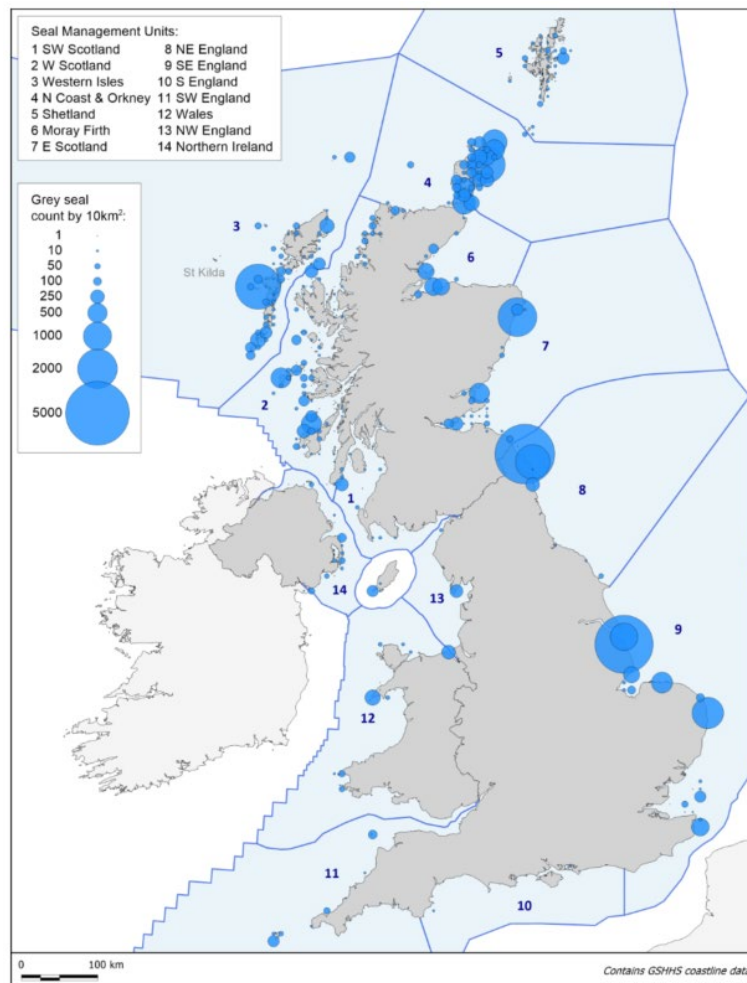 Seal Management Units:
1 SW Scotland 8 NE England
2 W Scotland 9 SE England
3 Western Isles 10 S England
4 N Coast & Orkney 11 SW England
5 Shetland 12 Wales
6 Moray Firth 13 NW England
7 E Scotland 14 Northern Ireland
5
Grey seal
count by 10km²:
1
10
50
100
250
500
1000
2000
5000
4
3
St Kilda
6
7
2
8
1
14
13
9
12
11
10
0 100 km
Contains GSHHS coastline data